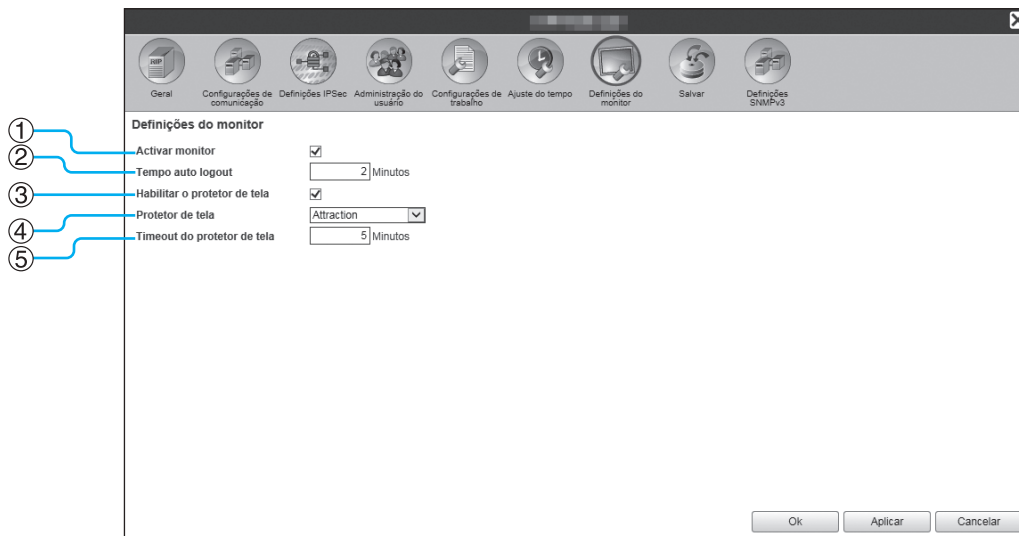 RIP
Geral
Configurações de comunicação
Definições IPSec
Administração do usuário
Configurações de trabalho
Ajuste do tempo
Definições do monitor
Salvar
Definições SNMPv3
Definições do monitor
① Activar monitor
② Tempo auto logout 2 Minutos
③ Habilitar o protetor de tela
④ Protetor de tela Attraction
⑤ Timeout do protetor de tela 5 Minutos
Ok Aplicar Cancelar